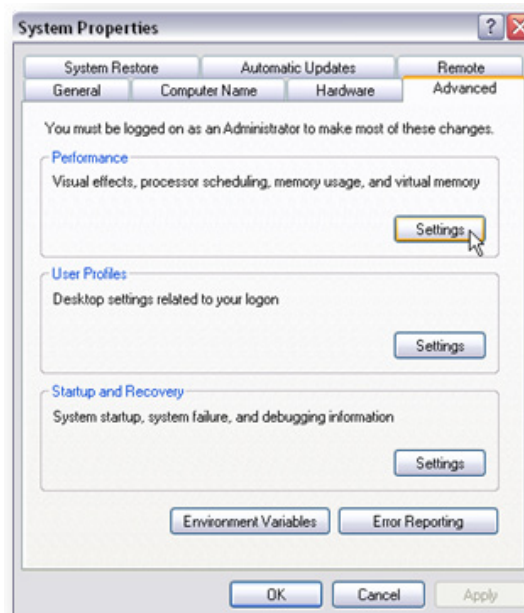 System Properties
?
System Restore Automatic Updates Remote
General Computer Name Hardware Advanced
You must be logged on as an Administrator to make most of these changes.
Performance
Visual effects, processor scheduling, memory usage, and virtual memory
Settings
User Profiles
Desktop settings related to your logon
Settings
Startup and Recovery
System startup, system failure, and debugging information
Settings
Environment Variables Error Reporting
OK Cancel Apply